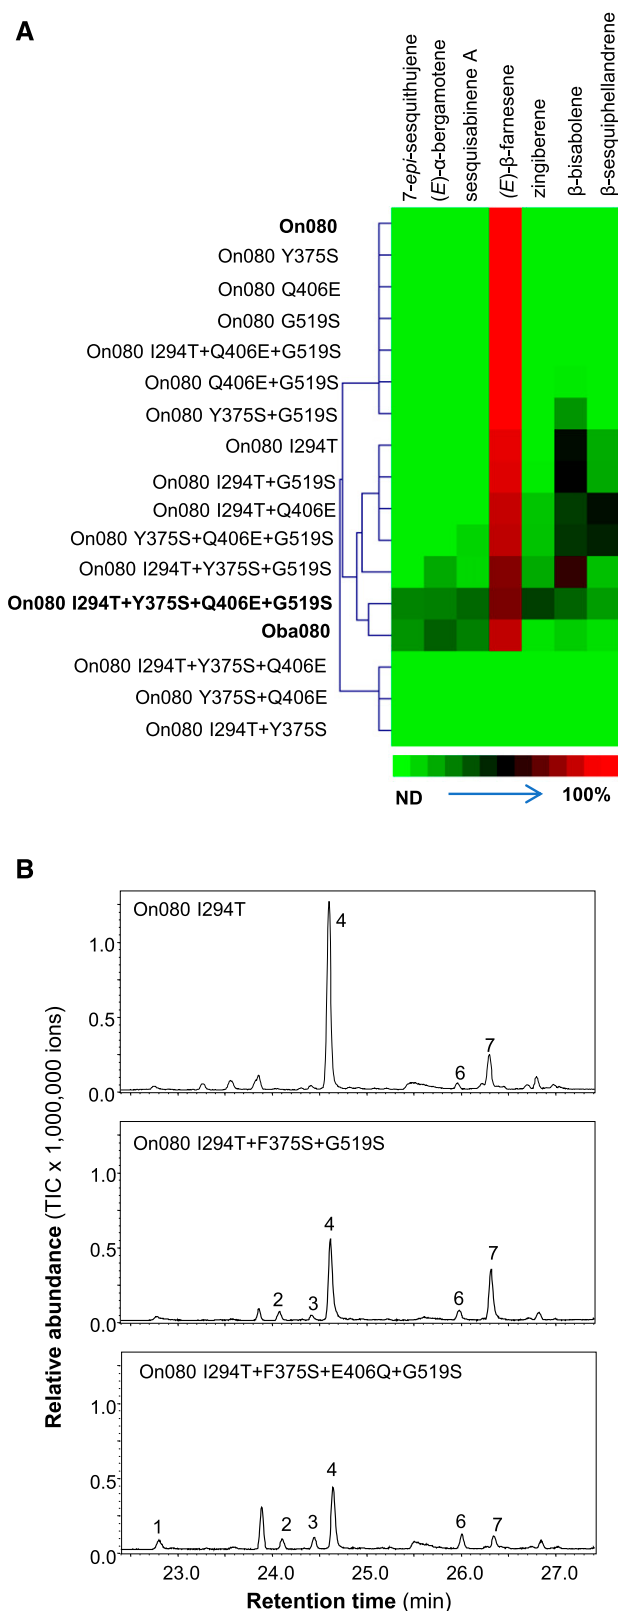 A
7-epi-sesquithujene
(E)-α-bergamotene
sesquisabinene A
(E)-β-farnesene
zingiberene
β-bisabolene
β-sesquiphellandrene
On080
On080 Y375S
On080 Q406E
On080 G519S
On080 I294T+Q406E+G519S
On080 Q406E+G519S
On080 Y375S+G519S
On080 I294T
On080 I294T+G519S
On080 I294T+Q406E
On080 Y375S+Q406E+G519S
On080 I294T+Y375S+G519S
On080 I294T+Y375S+Q406E+G519S
Oba080
On080 I294T+Y375S+Q406E
On080 Y375S+Q406E
On080 I294T+Y375S
ND
100%
B
Relative abundance (TIC x 1,000,000 ions)
On080 I294T
1.0
0.5
0.0
4
6
7
On080 I294T+F375S+G519S
1.0
0.5
0.0
2
3
4
6
7
On080 I294T+F375S+E406Q+G519S
1.0
0.5
0.0
1
2
3
4
6
7
23.0 24.0 25.0 26.0 27.0
Retention time (min)